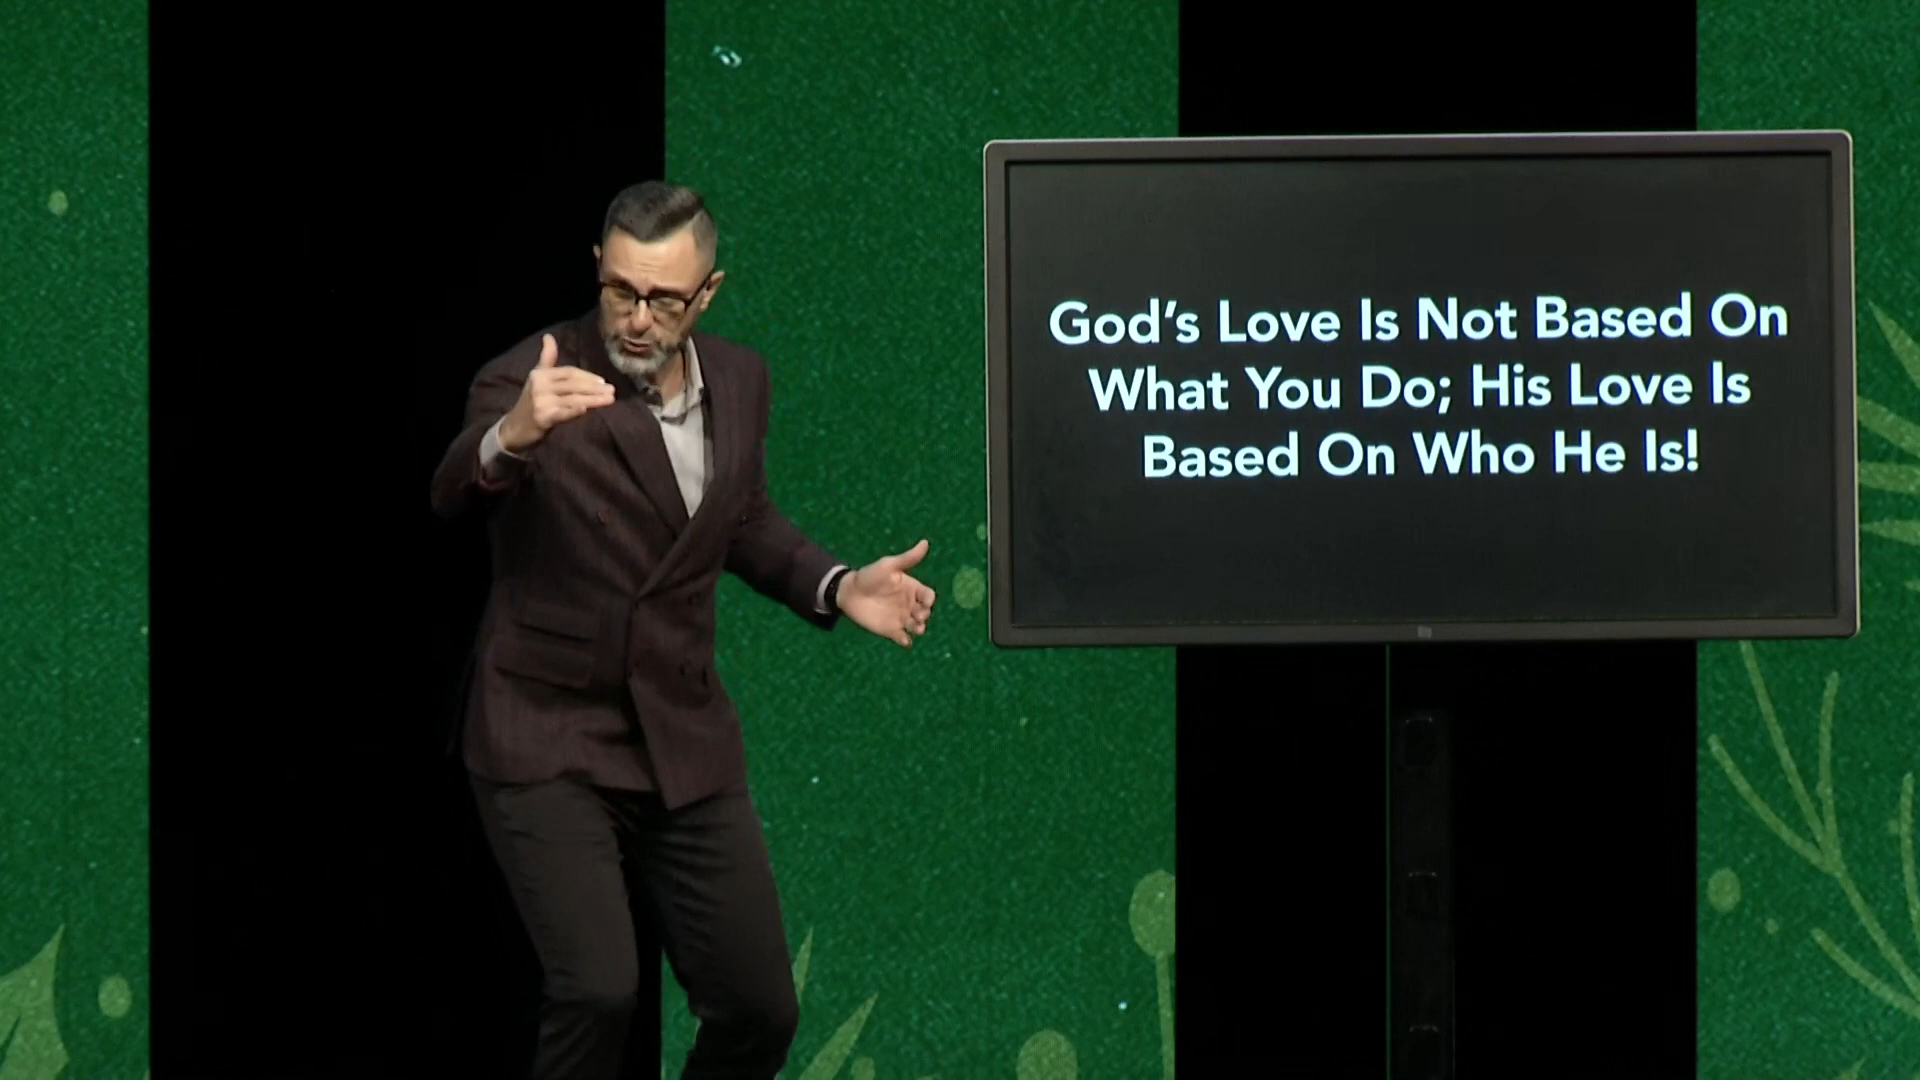 God's Love Is Not Based On
What You Do; His Love Is
Based On Who He Is!